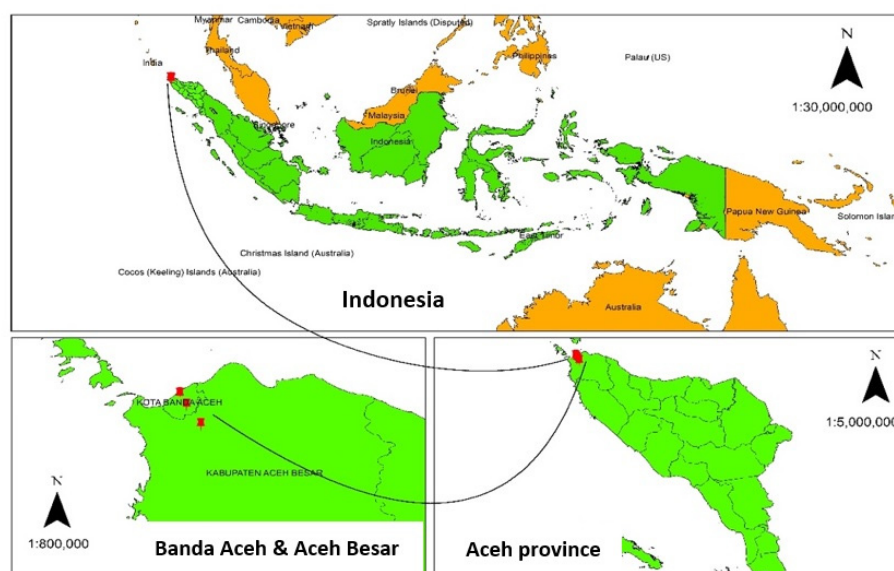 Myanmar
Cambodia
Vietnam
Spratly Islands (Disputed)
Thailand
Philippines
Palau (US)
India
N
1:30,000,000
Brunei
Malaysia
Singapore
Indonesia
Papua New Guinea
Solomon Islan
East Timor
Christmas Island (Australia)
Cocos (Keeling) Islands (Australia)
Indonesia
Australia
KOTA BANDA ACEH
KABUPATEN ACEH BESAR
N
1:800,000
Banda Aceh & Aceh Besar
N
1:5,000,000
Aceh province